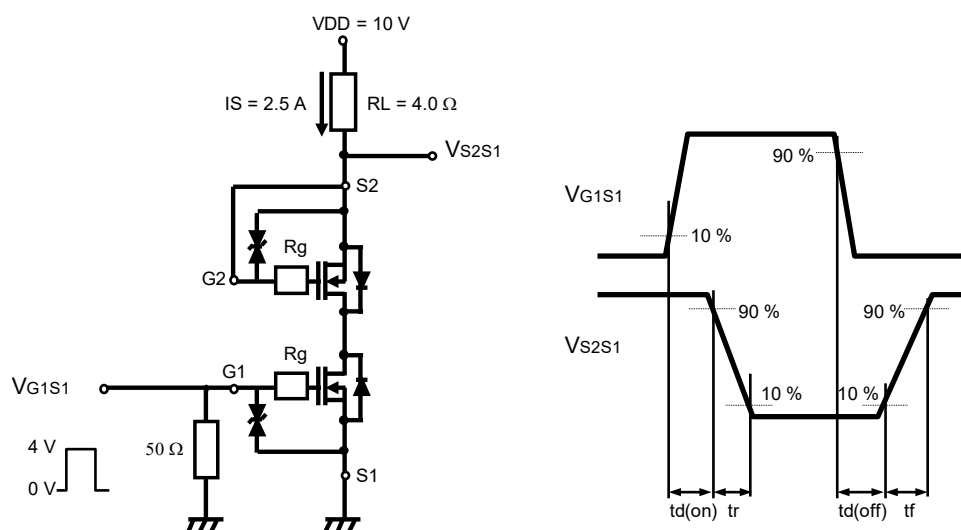 VDD = 10 V
IS = 2.5 A
RL = 4.0 Ω
VS2S1
S2
Rg
G2
Rg
G1
VG1S1
4 V
0 V
50 Ω
S1
90 %
VG1S1
10 %
90 %
90 %
VS2S1
10 %
10 %
td(on)
tr
td(off)
tf